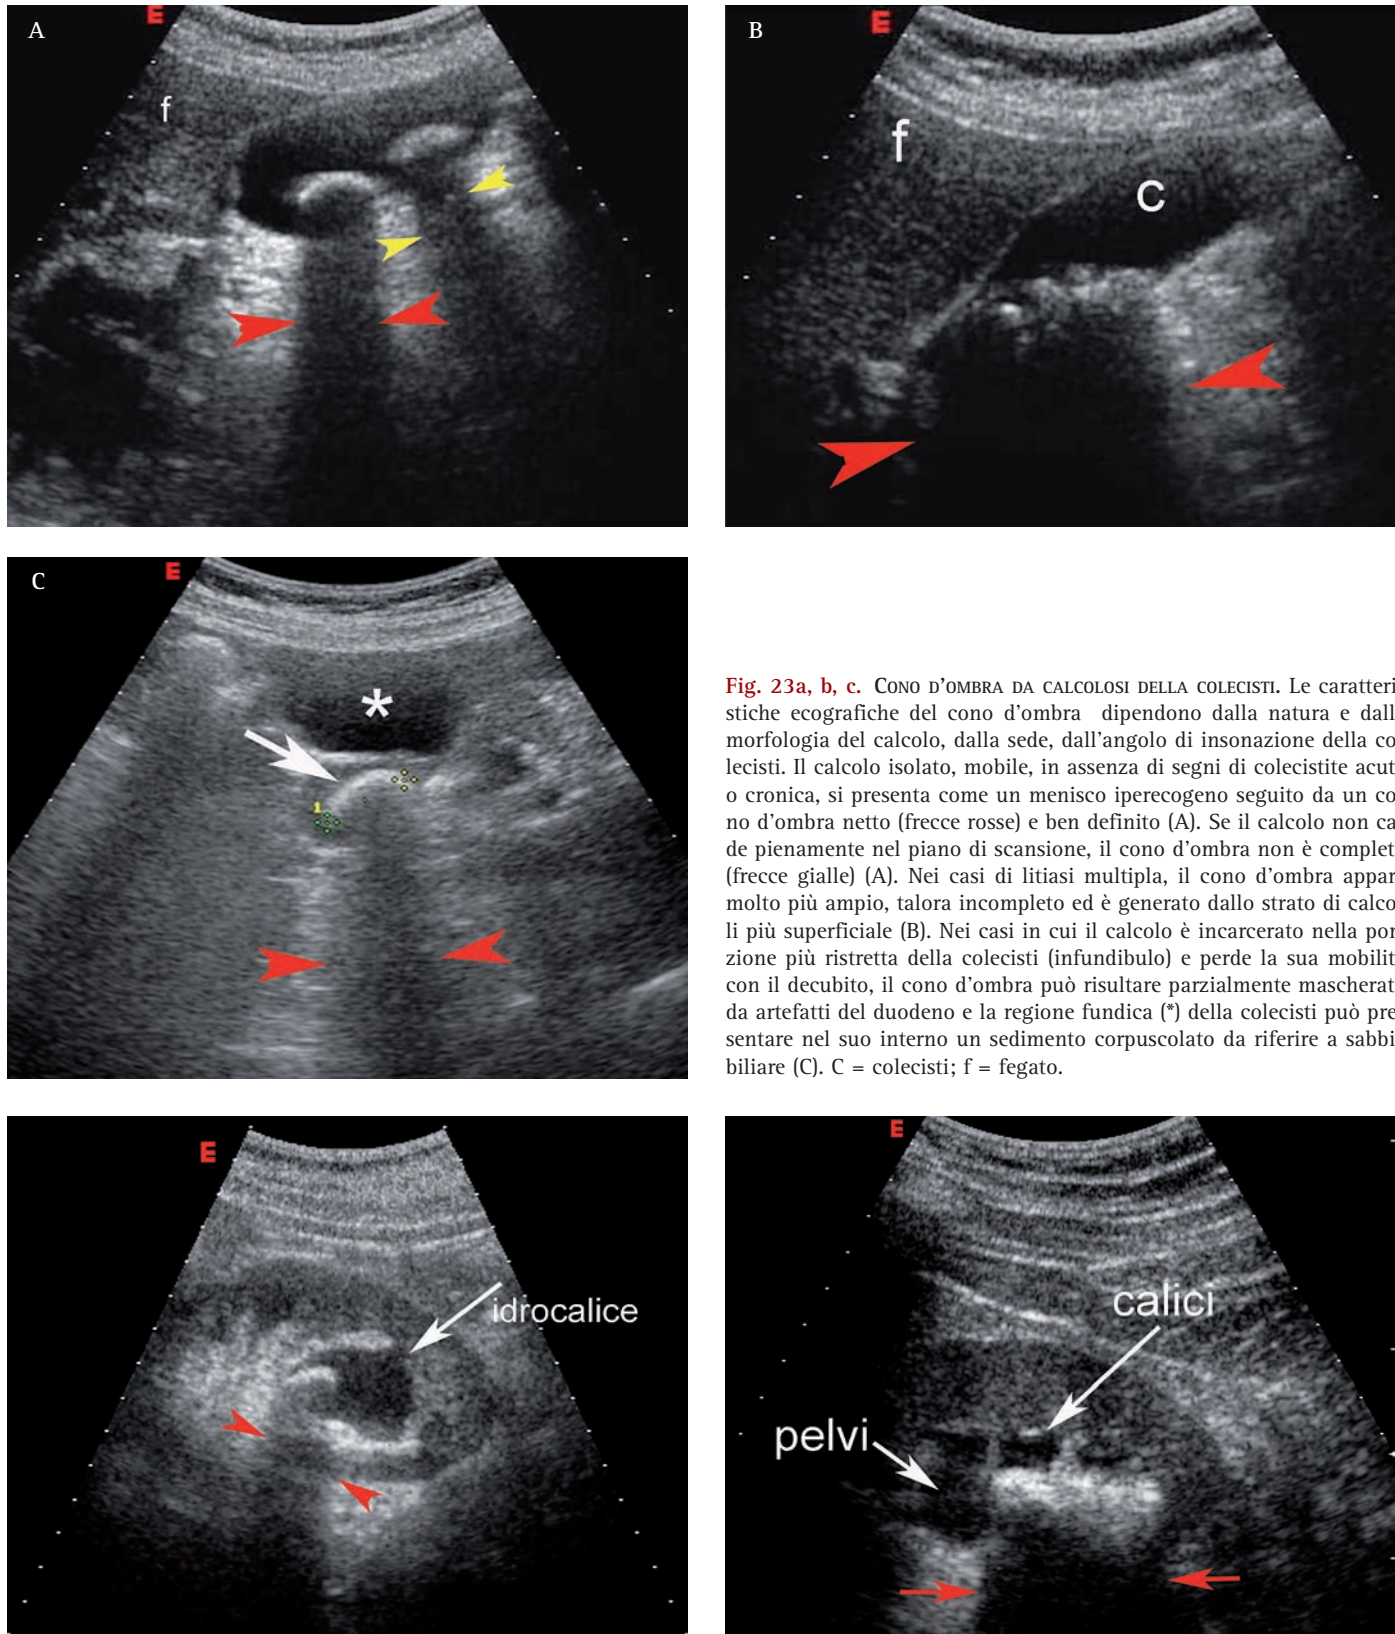 A
E
f
B
E
f
C
C
E
*
1
Fig. 23a, b, c. CONO D'OMBRA DA CALCOLOSI DELLA COLECISTI. Le caratteri
stiche ecografiche del cono d'ombra dipendono dalla natura e dall
morfologia del calcolo, dalla sede, dall'angolo di insonazione della co
lecisti. Il calcolo isolato, mobile, in assenza di segni di colecistite acut
o cronica, si presenta come un menisco iperecogeno seguito da un co
no d'ombra netto (frecce rosse) e ben definito (A). Se il calcolo non ca
de pienamente nel piano di scansione, il cono d'ombra non è complet
(frecce gialle) (A). Nei casi di litiasi multipla, il cono d'ombra appar
molto più ampio, talora incompleto ed è generato dallo strato di calco
li più superficiale (B). Nei casi in cui il calcolo è incarcerato nella por
zione più ristretta della colecisti (infundibulo) e perde la sua mobilit
con il decubito, il cono d'ombra può risultare parzialmente mascherat
da artefatti del duodeno e la regione fundica (*) della colecisti può pre
sentare nel suo interno un sedimento corpuscolato da riferire a sabbi
biliare (C). C = colecisti; f = fegato.
E
idrocalice
E
calici
pelvi